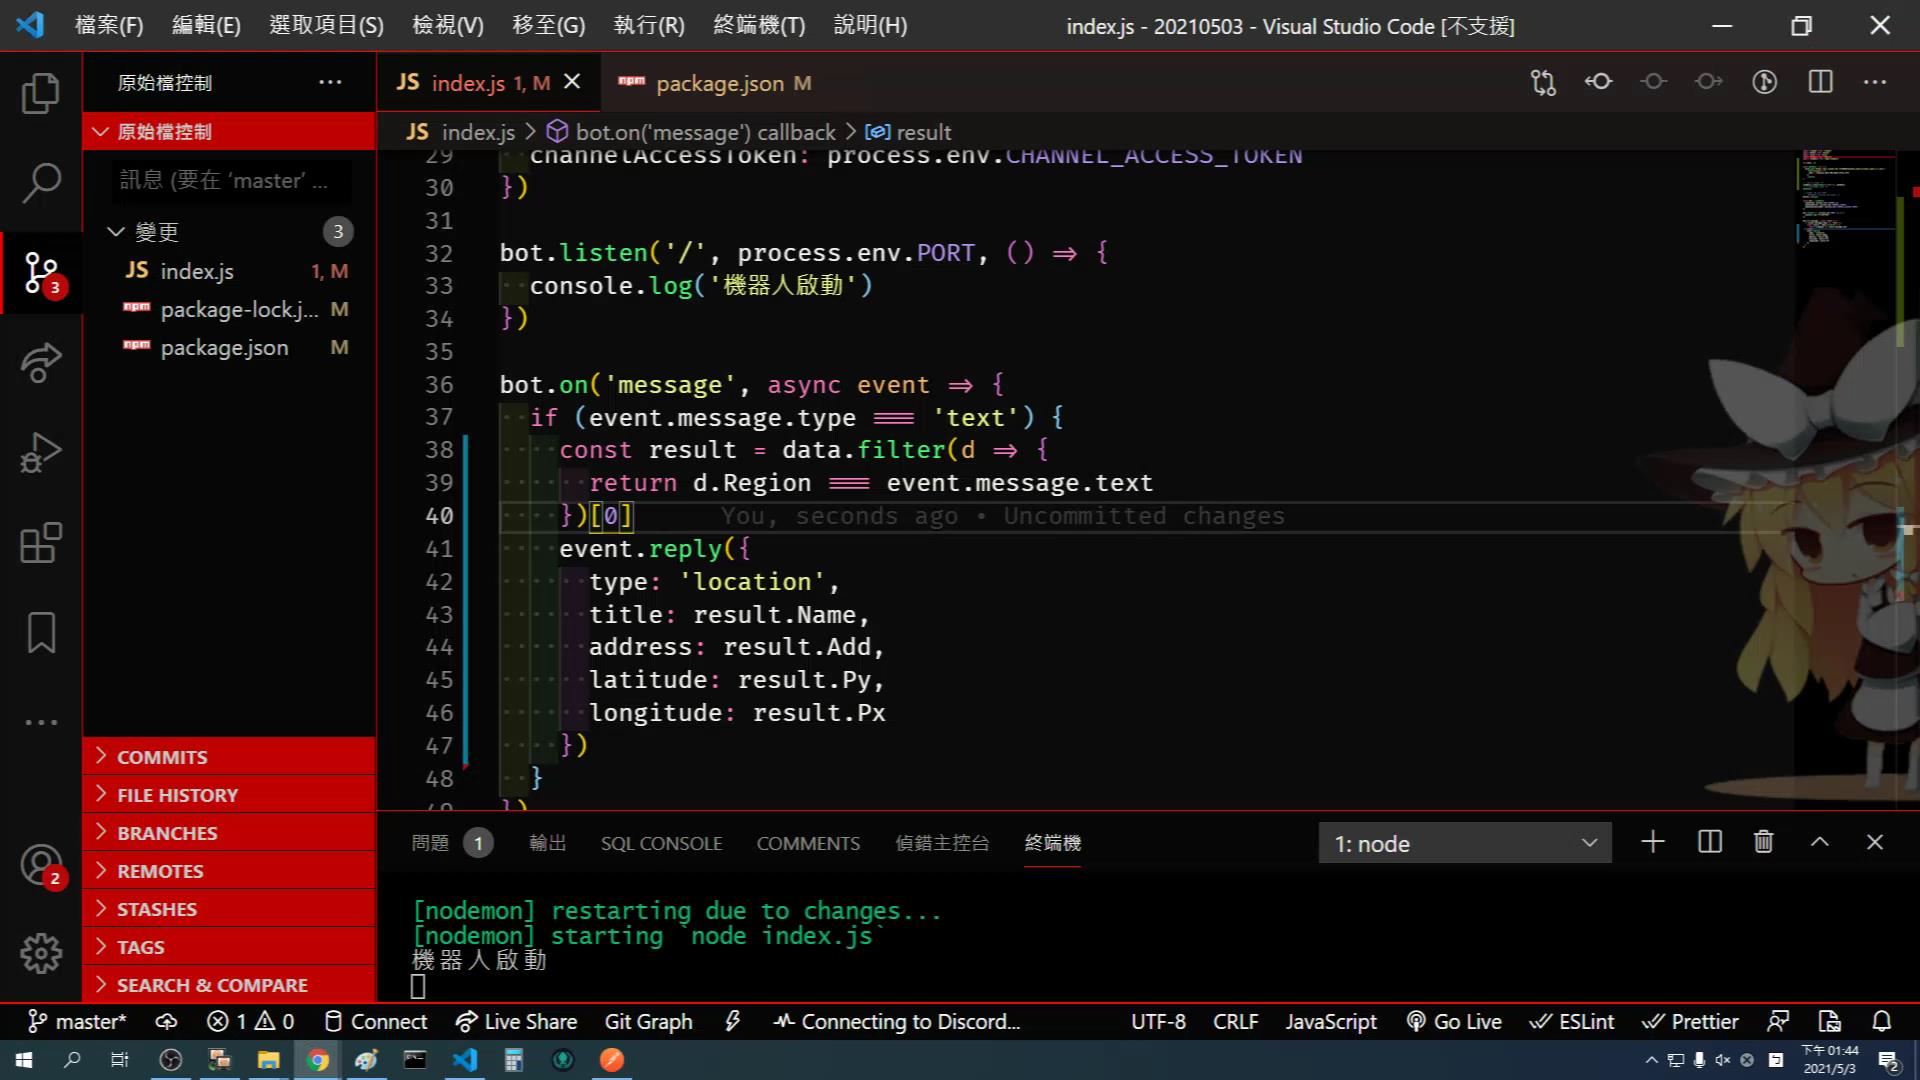 檔案(F) 編輯(E) 選取項目(S) 檢視(V) 移至(G) 執行(R) 終端機(T) 說明(H) index.js - 20210503 - Visual Studio Code [不支援]
原始檔控制 ...
JS index.js 1, M
npm package.json M
原始檔控制
JS index.js > bot.on('message') callback > result
訊息 (要在 ‘master’ ...
變更 3
JS index.js 1, M
npm package-lock.j... M
npm package.json M
3
2
COMMITS
FILE HISTORY
BRANCHES
REMOTES
STASHES
TAGS
SEARCH & COMPARE
29 channelAccessToken: process.env.CHANNEL_ACCESS_TOKEN
30 })
31
32 bot.listen('/', process.env.PORT, () => {
33 console.log('機器人啟動')
34 })
35
36 bot.on('message', async event => {
37 if (event.message.type === 'text') {
38 const result = data.filter(d => {
39 return d.Region === event.message.text
40 })[0] You, seconds ago • Uncommitted changes
41 event.reply({
42 type: 'location',
43 title: result.Name,
44 address: result.Add,
45 latitude: result.Py,
46 longitude: result.Px
47 })
48 }
49 })
問題 1 輸出 SQL CONSOLE COMMENTS 偵錯主控台 終端機 1: node
[nodemon] restarting due to changes...
[nodemon] starting `node index.js`
機器人啟動
master* 1 0 Connect Live Share Git Graph Connecting to Discord... UTF-8 CRLF JavaScript Go Live ESLint Prettier
下午 01:44
2021/5/3
2